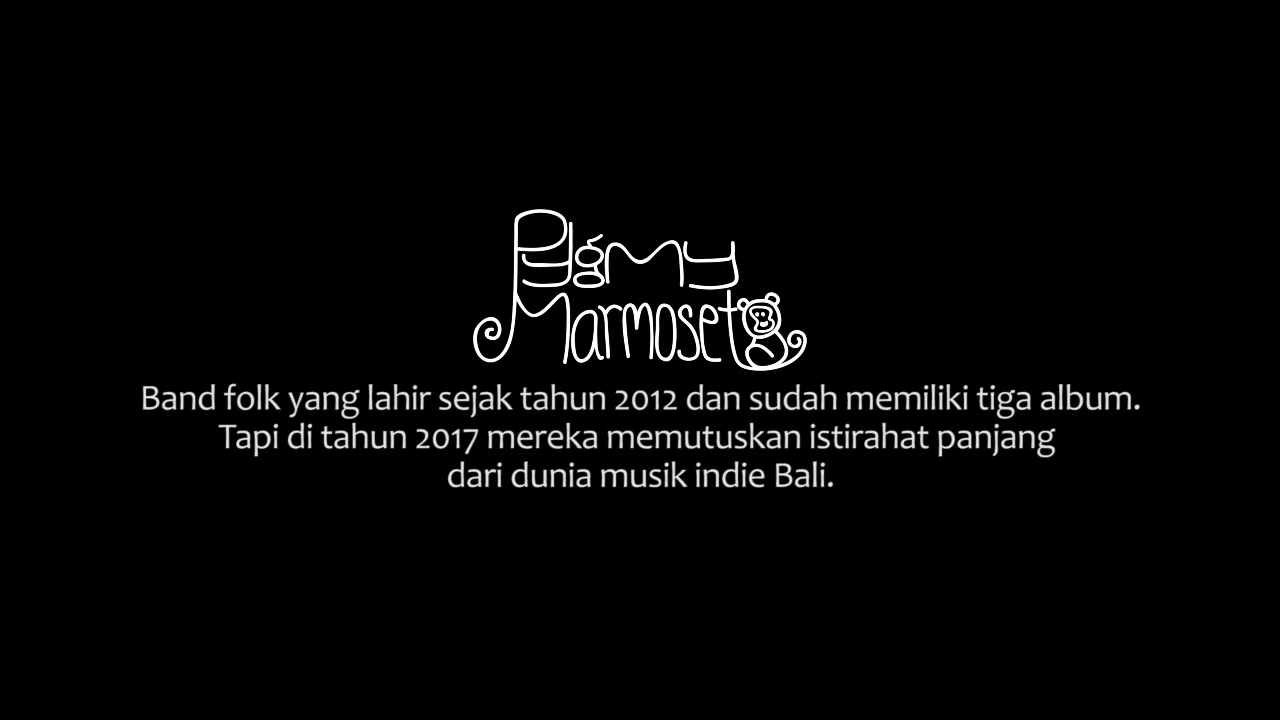 Pygmy
Marmoset
Band folk yang lahir sejak tahun 2012 dan sudah memiliki tiga album.
Tapi di tahun 2017 mereka memutuskan istirahat panjang
dari dunia musik indie Bali.